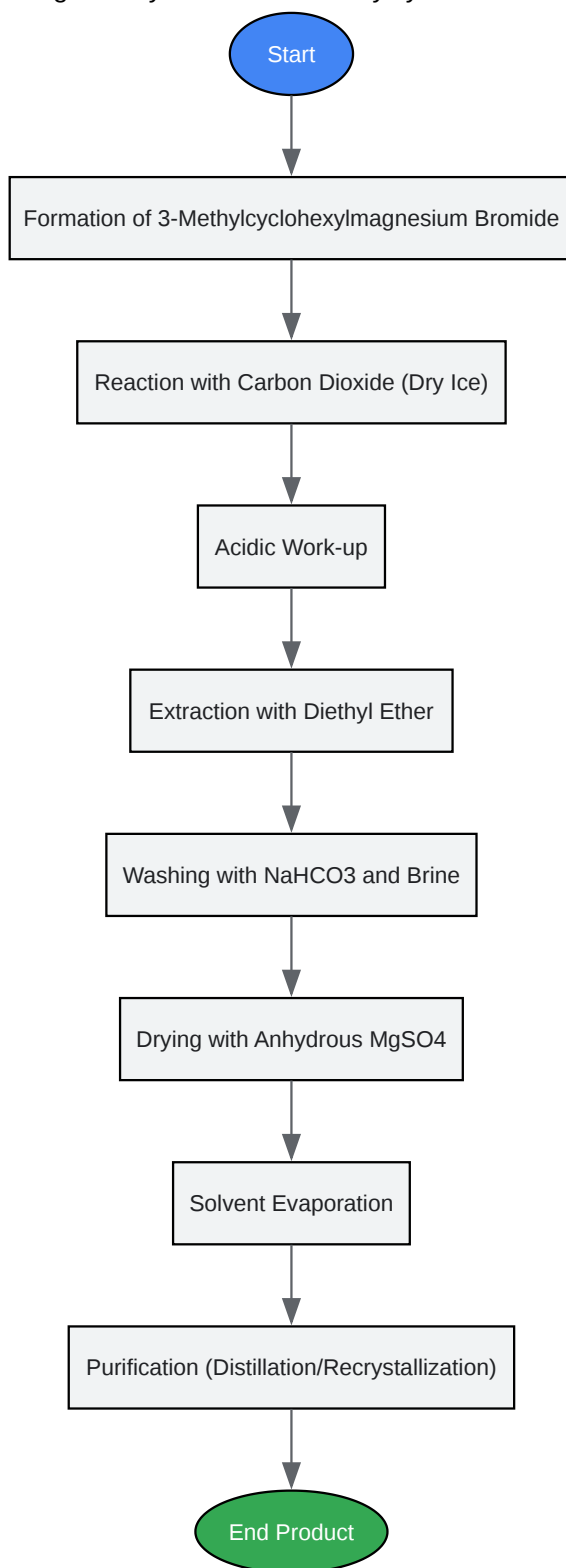 Start
Formation of 3-Methylcyclohexylmagnesium Bromide
Reaction with Carbon Dioxide (Dry Ice)
Acidic Work-up
Extraction with Diethyl Ether
Washing with NaHCO3 and Brine
Drying with Anhydrous MgSO4
Solvent Evaporation
Purification (Distillation/Recrystallization)
End Product